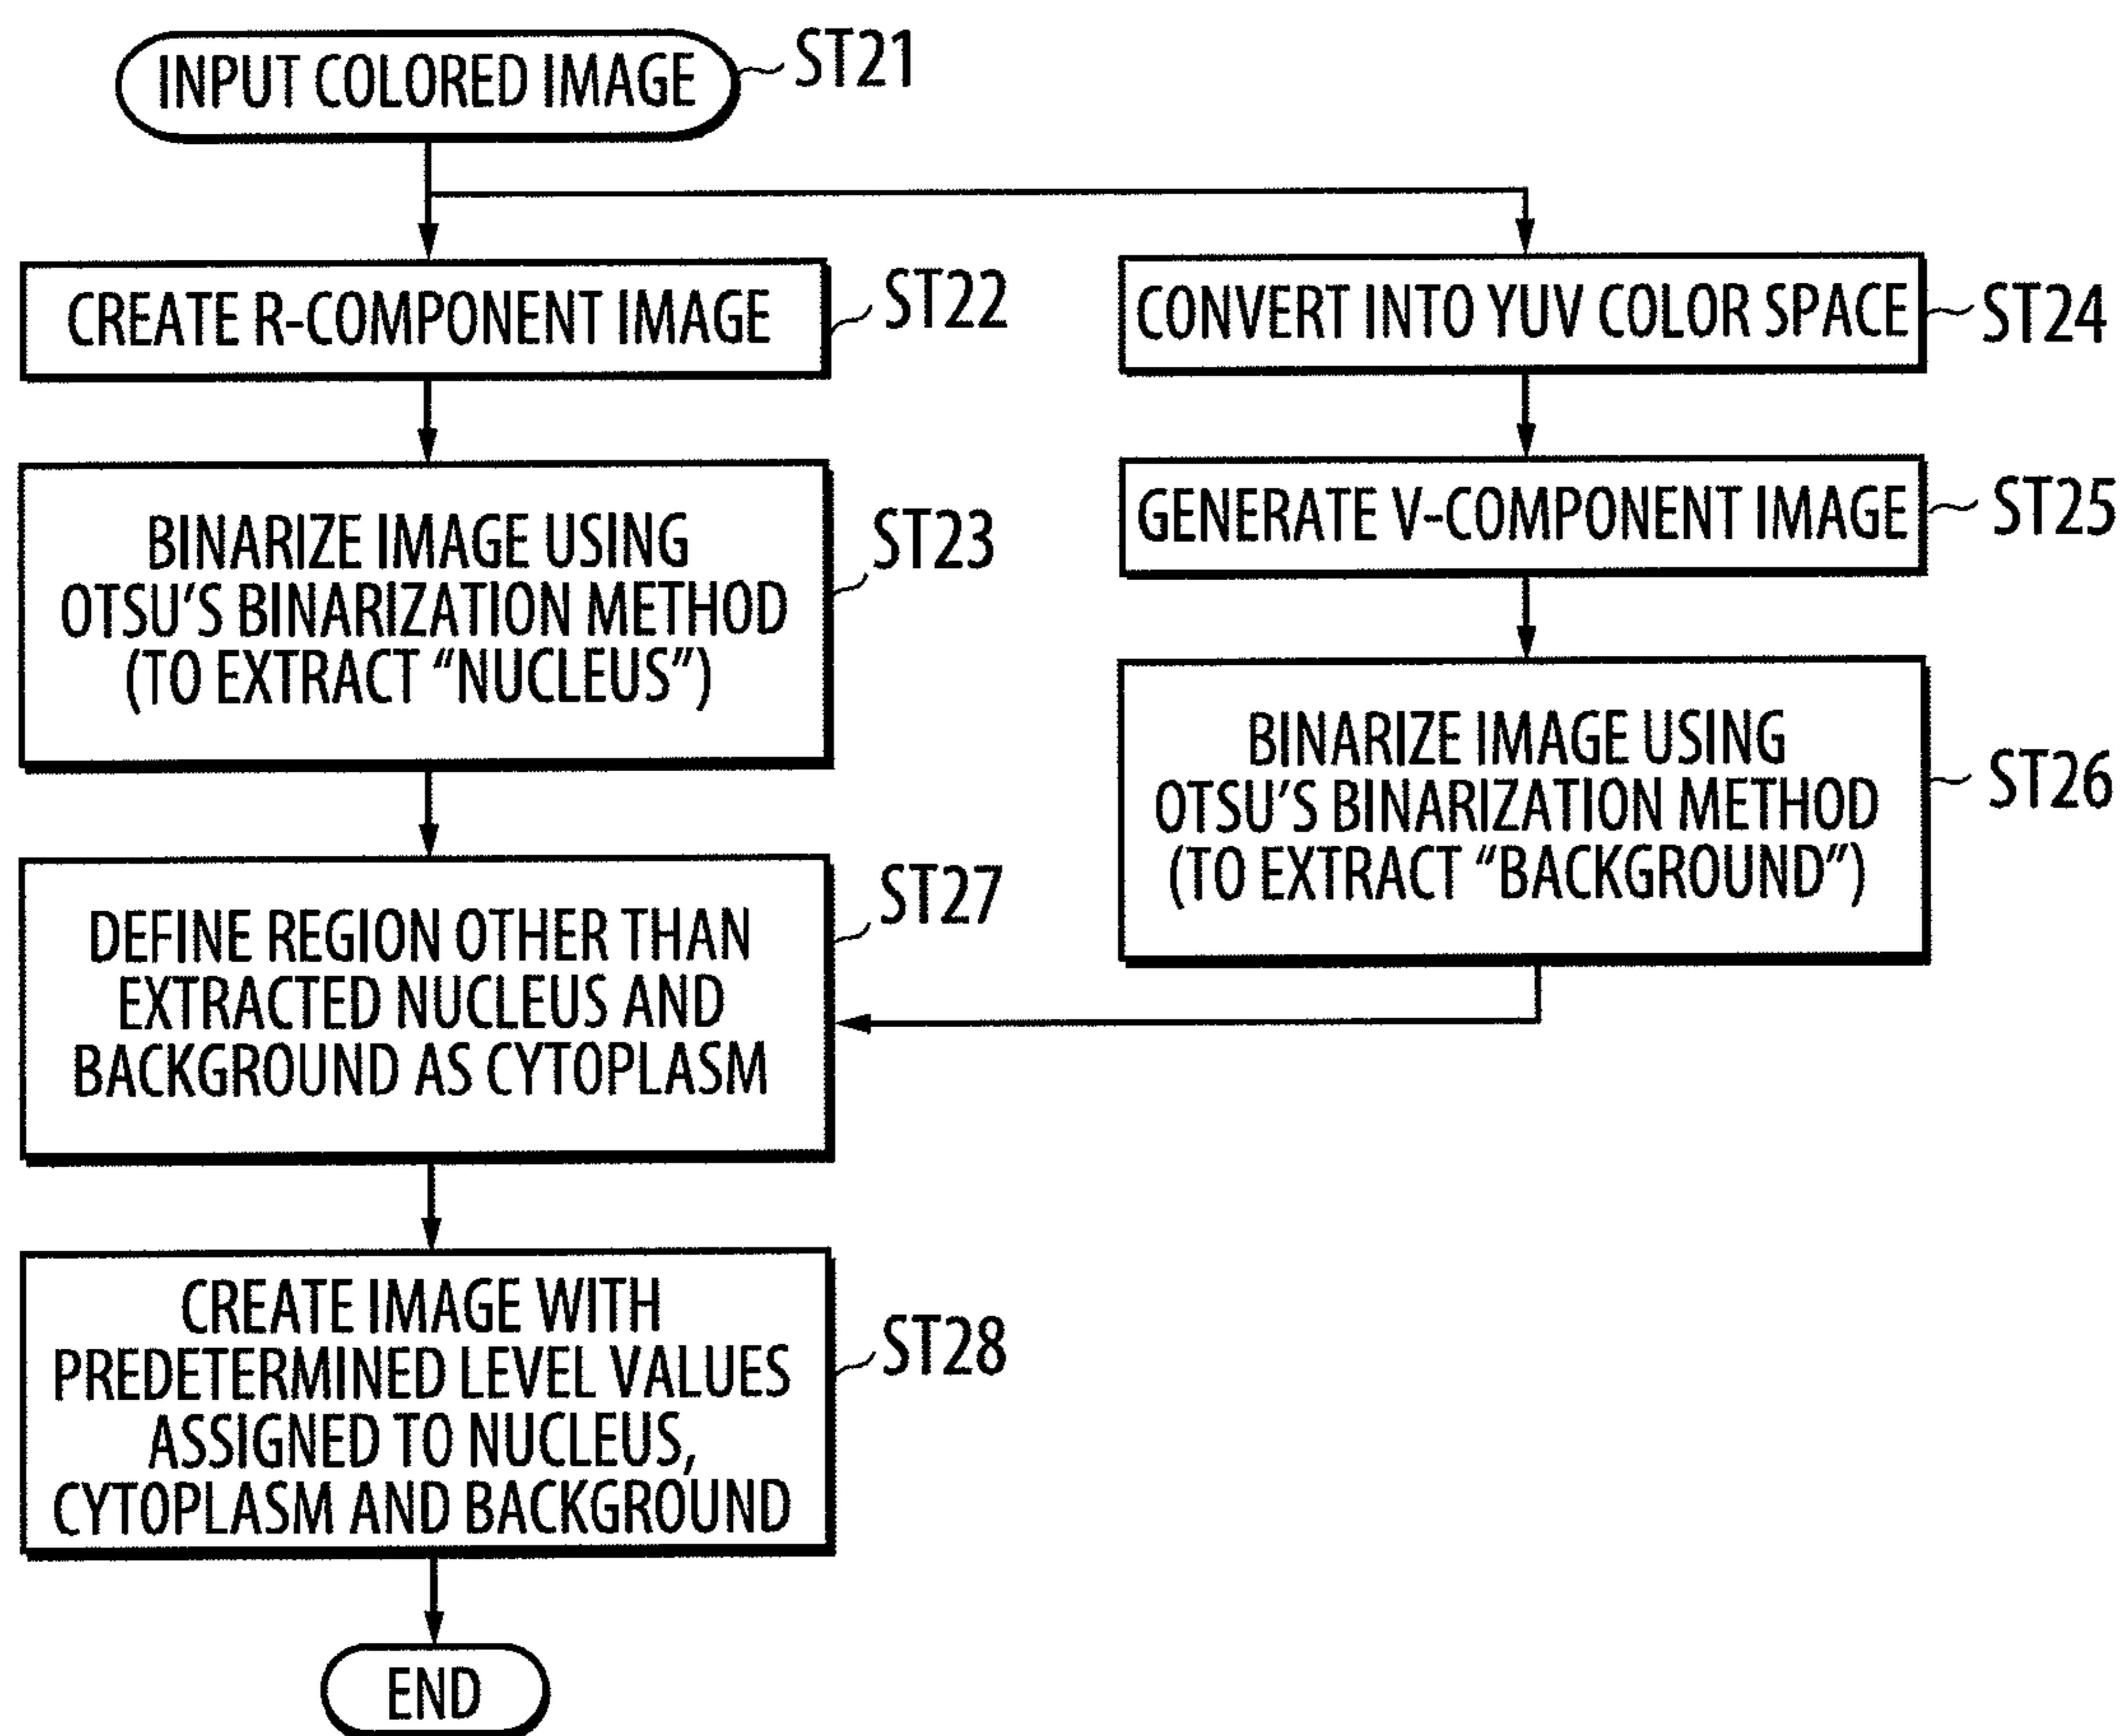 INPUT COLORED IMAGE
ST21
CREATE R-COMPONENT IMAGE
ST22
BINARIZE IMAGE USING
OTSU'S BINARIZATION METHOD
(TO EXTRACT “NUCLEUS”)
ST23
CONVERT INTO YUV COLOR SPACE
ST24
GENERATE V-COMPONENT IMAGE
ST25
BINARIZE IMAGE USING
OTSU'S BINARIZATION METHOD
(TO EXTRACT “BACKGROUND”)
ST26
DEFINE REGION OTHER THAN
EXTRACTED NUCLEUS AND
BACKGROUND AS CYTOPLASM
ST27
CREATE IMAGE WITH
PREDETERMINED LEVEL VALUES
ASSIGNED TO NUCLEUS,
CYTOPLASM AND BACKGROUND
ST28
END